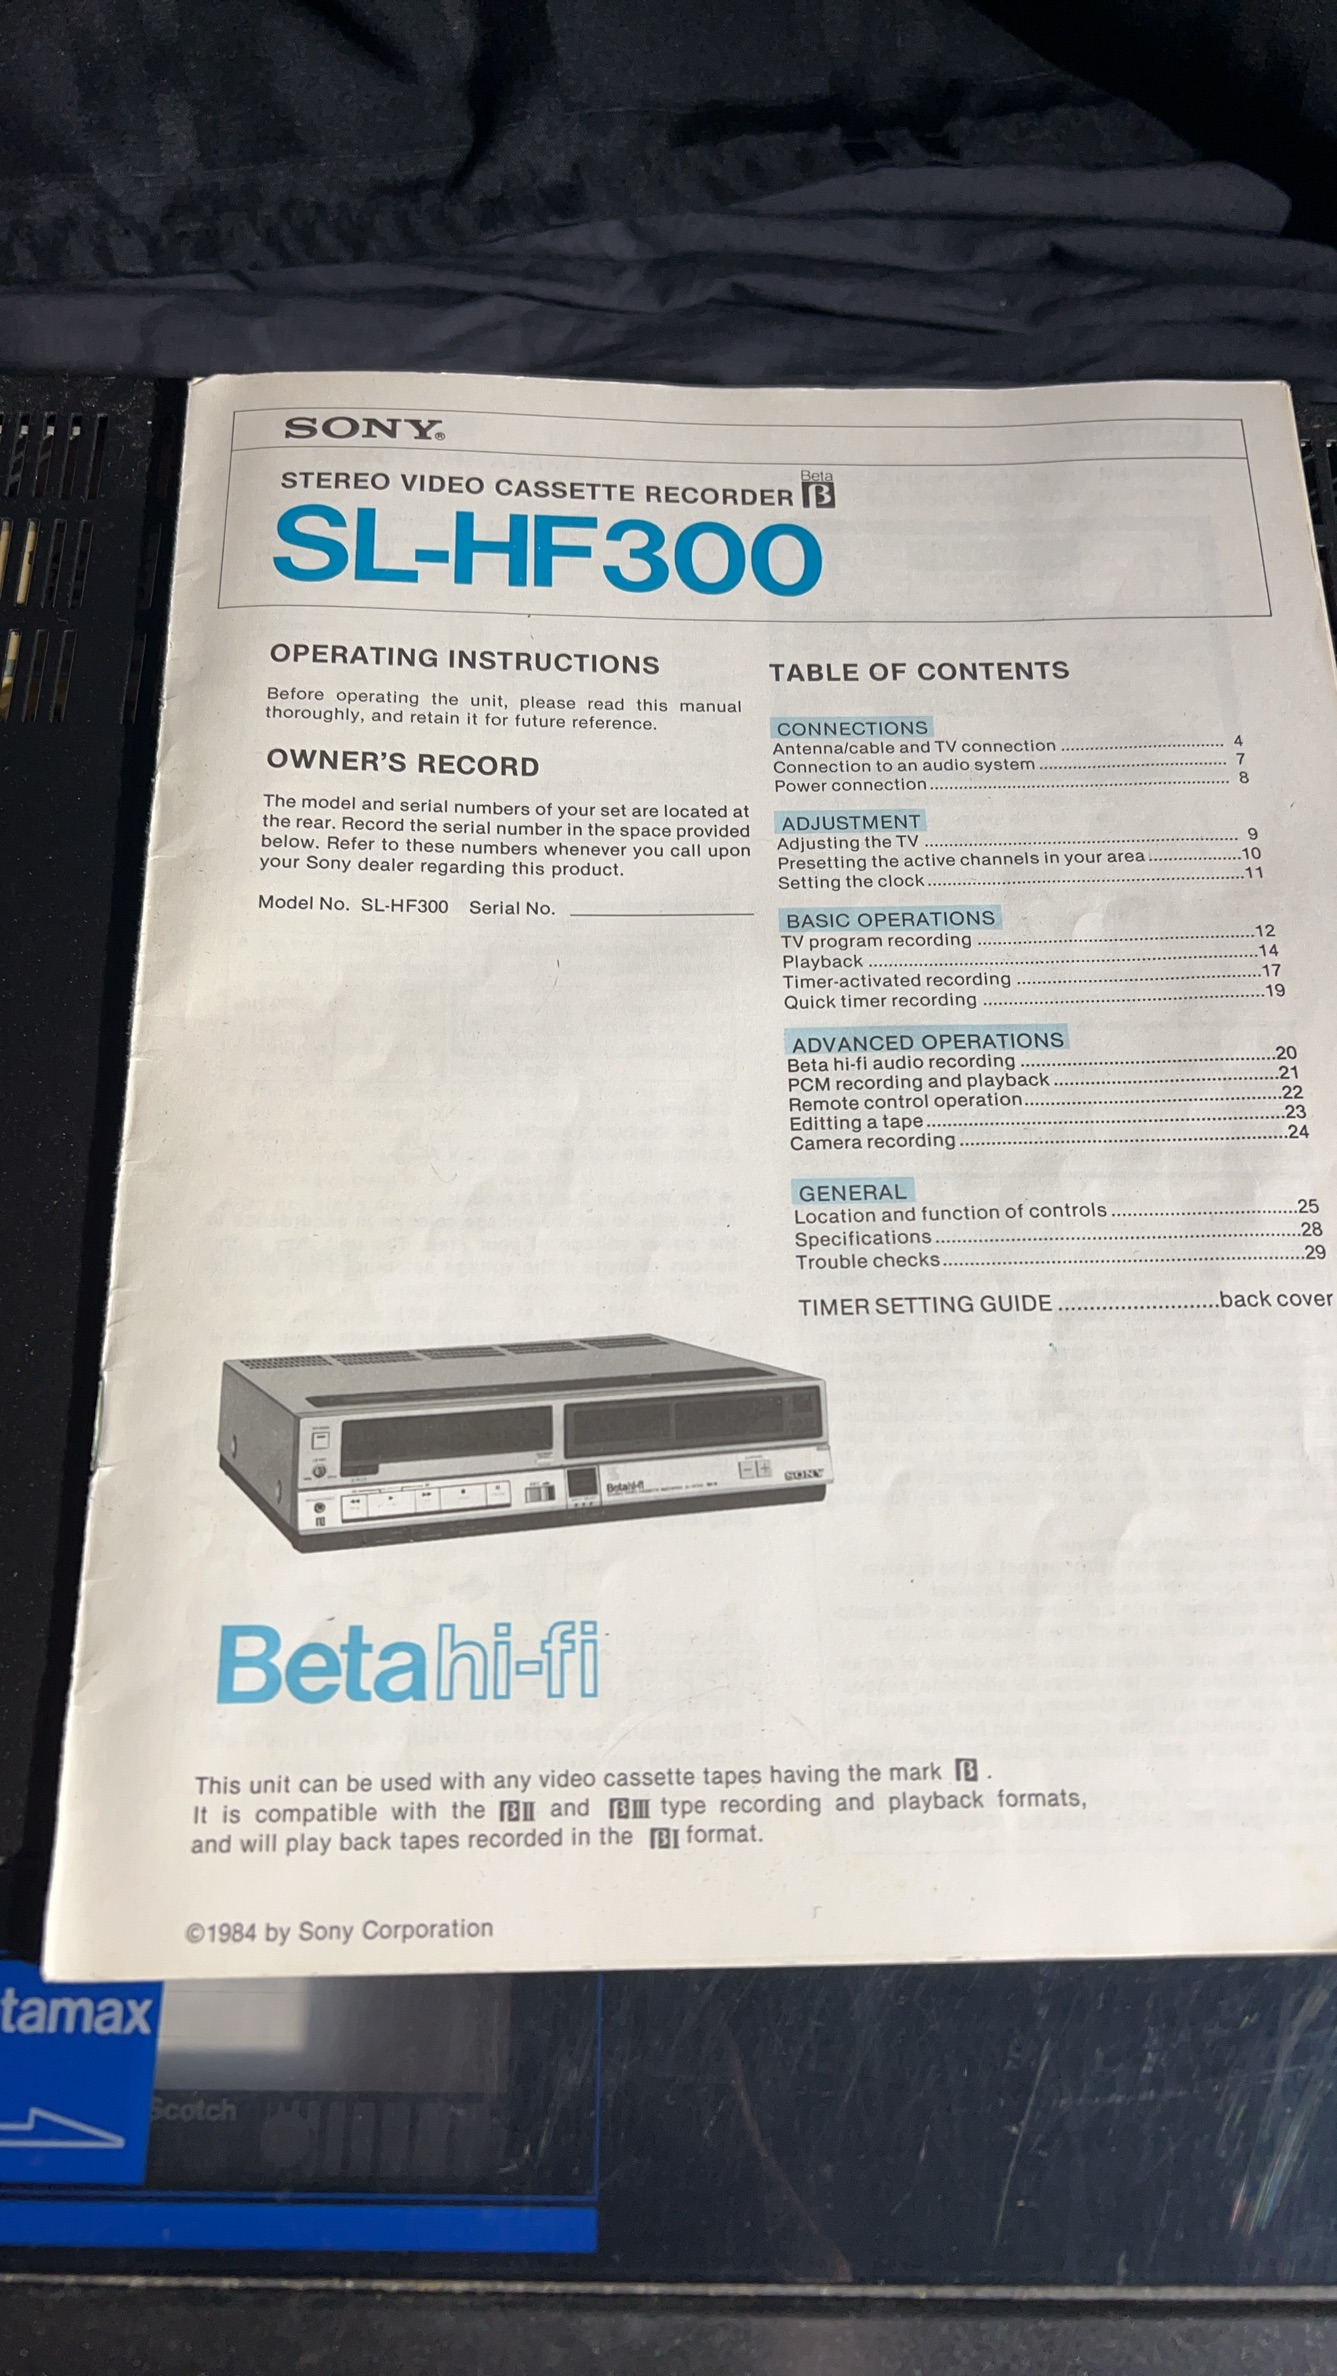 SONY®
STEREO VIDEO CASSETTE RECORDER Beta B
SL-HF300
OPERATING INSTRUCTIONS
Before operating the unit, please read this manual
thoroughly, and retain it for future reference.
OWNER'S RECORD
The model and serial numbers of your set are located at
the rear. Record the serial number in the space provided
below. Refer to these numbers whenever you call upon
your Sony dealer regarding this product.
Model No. SL-HF300 Serial No. ____________
TABLE OF CONTENTS
CONNECTIONS
Antenna/cable and TV connection .......... 4
Connection to an audio system .......... 7
Power connection .......... 8
ADJUSTMENT
Adjusting the TV .......... 9
Presetting the active channels in your area .......... 10
Setting the clock .......... 11
BASIC OPERATIONS
TV program recording .......... 12
Playback .......... 14
Timer-activated recording .......... 17
Quick timer recording .......... 19
ADVANCED OPERATIONS
Beta hi-fi audio recording .......... 20
PCM recording and playback .......... 21
Remote control operation .......... 22
Editting a tape .......... 23
Camera recording .......... 24
GENERAL
Location and function of controls .......... 25
Specifications .......... 28
Trouble checks .......... 29
TIMER SETTING GUIDE .......... back cover
Betahi-fi
SONY
Betahi-fi
This unit can be used with any video cassette tapes having the mark B .
It is compatible with the BII and BIII type recording and playback formats,
and will play back tapes recorded in the BI format.
©1984 by Sony Corporation
tamax
Scotch